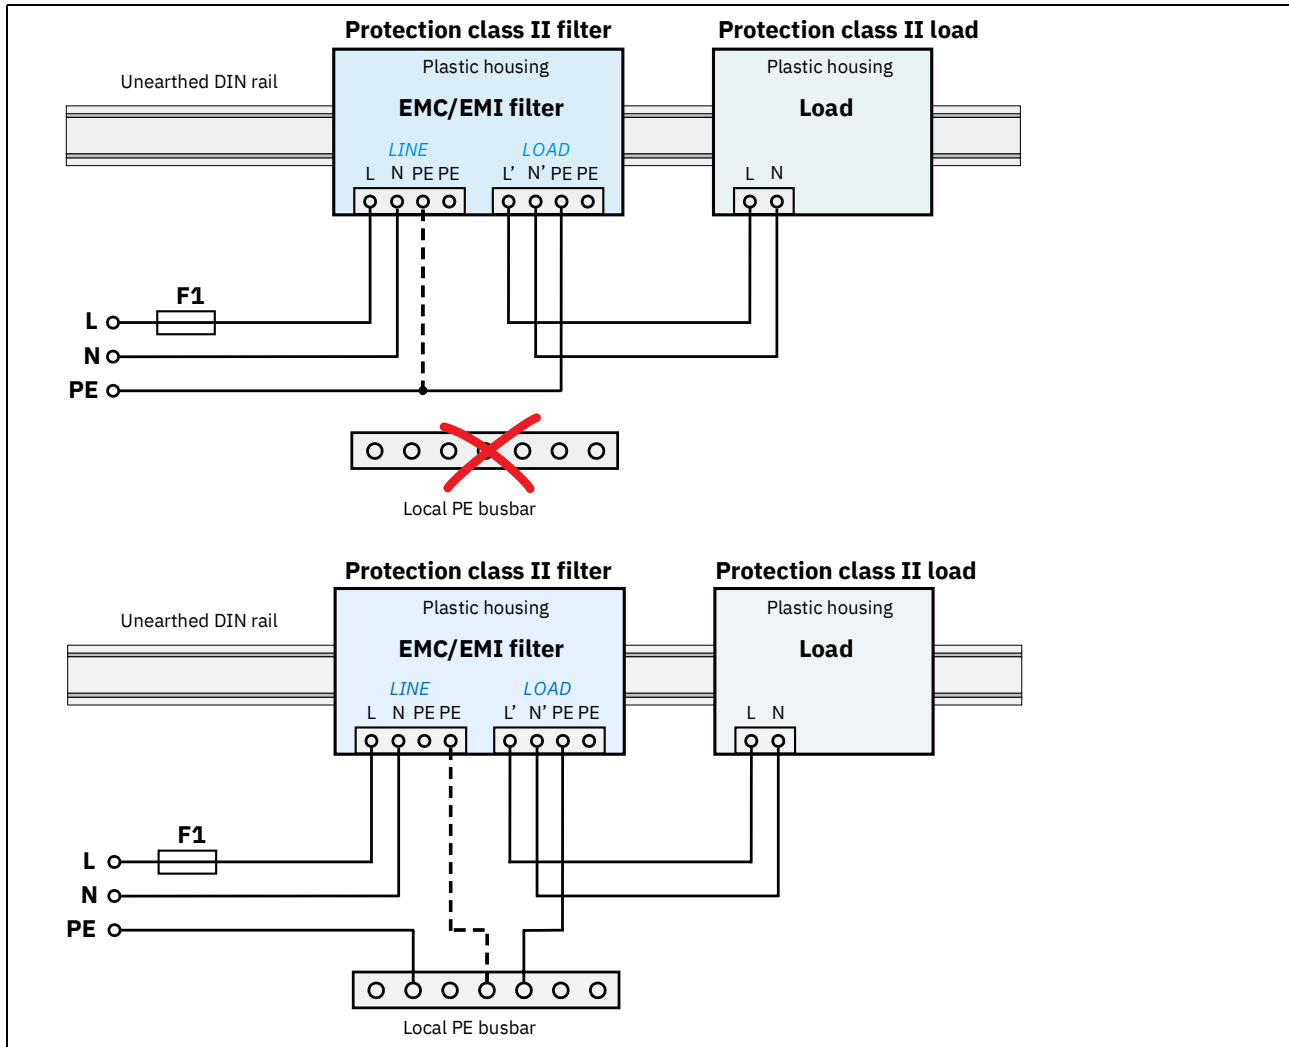 Protection class II filter Protection class II load
Unearthed DIN rail
Plastic housing Plastic housing
EMC/EMI filter Load
LINE LOAD
L N PE PE L’ N’ PE PE L N
F1
L
N
PE
Local PE busbar
Protection class II filter Protection class II load
Unearthed DIN rail
Plastic housing Plastic housing
EMC/EMI filter Load
LINE LOAD
L N PE PE L’ N’ PE PE L N
F1
L
N
PE
Local PE busbar